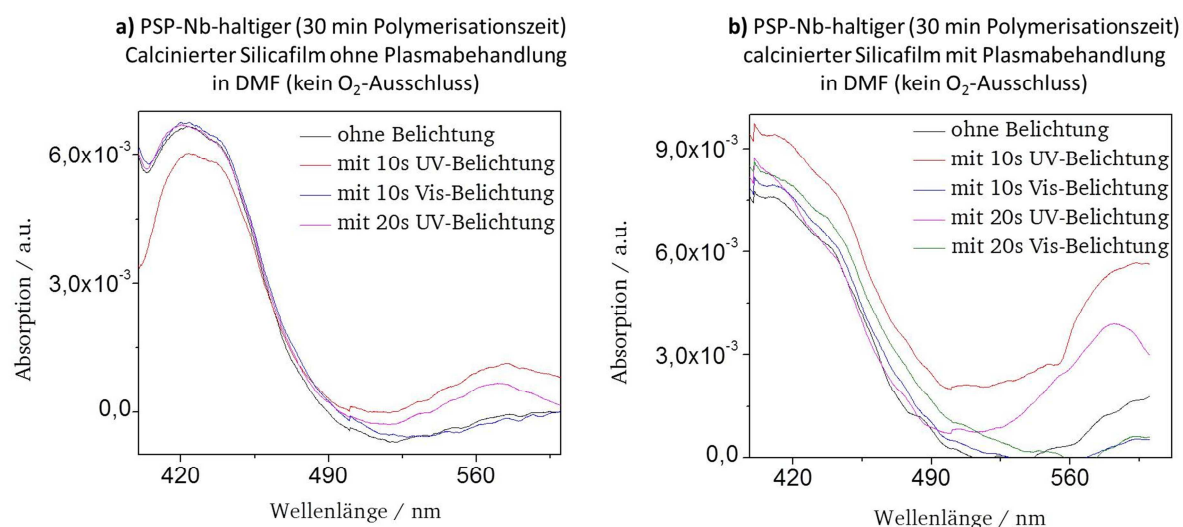 a) PSP-Nb-haltiger (30 min Polymerisationszeit)
Calcinierter Silicafilm ohne Plasmabehandlung
in DMF (kein O₂-Ausschluss)
ohne Belichtung
mit 10s UV-Belichtung
mit 10s Vis-Belichtung
mit 20s UV-Belichtung
6,0x10⁻³
3,0x10⁻³
0,0
Absorption / a.u.
420 490 560
Wellenlänge / nm
b) PSP-Nb-haltiger (30 min Polymerisationszeit)
calcinierter Silicafilm mit Plasmabehandlung
in DMF (kein O₂-Ausschluss)
ohne Belichtung
mit 10s UV-Belichtung
mit 10s Vis-Belichtung
mit 20s UV-Belichtung
mit 20s Vis-Belichtung
9,0x10⁻³
6,0x10⁻³
3,0x10⁻³
0,0
Absorption / a.u.
420 490 560
Wellenlänge / nm